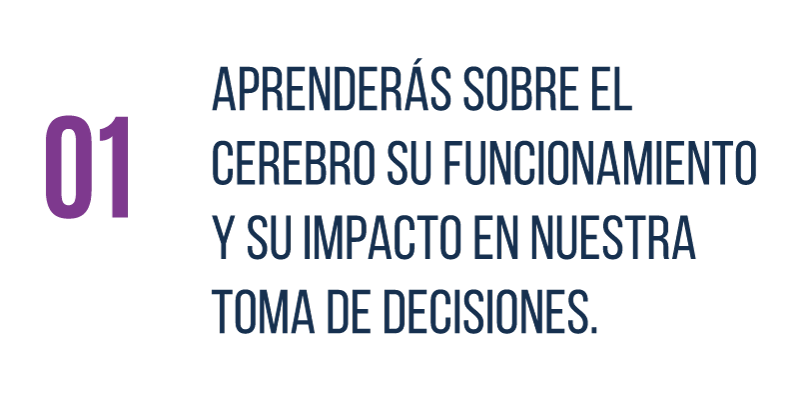 01
APRENDERÁS SOBRE EL
CEREBRO SU FUNCIONAMIENTO
Y SU IMPACTO EN NUESTRA
TOMA DE DECISIONES.